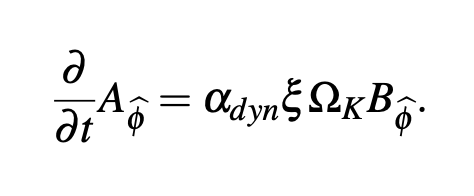 ∂/∂t A_φ̂ = α_dyn ξ Ω_K B_φ̂.